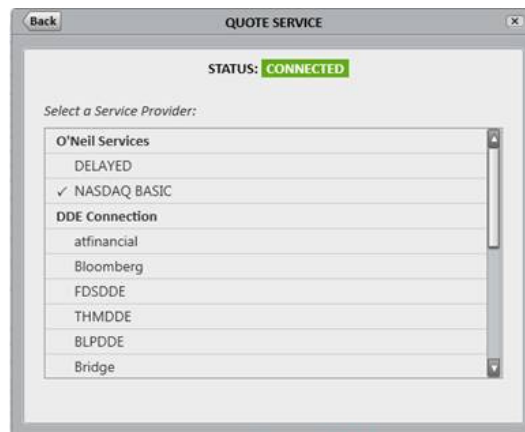 Back
QUOTE SERVICE
STATUS: CONNECTED
Select a Service Provider:
O'Neil Services
DELAYED
✓ NASDAQ BASIC
DDE Connection
atfinancial
Bloomberg
FDSDDE
THMDDE
BLPDDE
Bridge